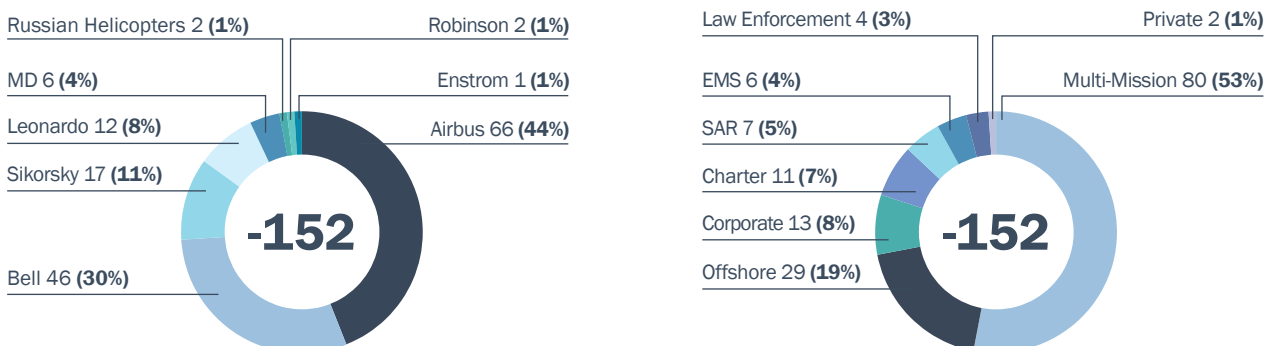 Russian Helicopters 2 (1%)
Robinson 2 (1%)
MD 6 (4%)
Enstrom 1 (1%)
Leonardo 12 (8%)
Airbus 66 (44%)
Sikorsky 17 (11%)
-152
Bell 46 (30%)
Law Enforcement 4 (3%)
Private 2 (1%)
EMS 6 (4%)
Multi-Mission 80 (53%)
SAR 7 (5%)
Charter 11 (7%)
Corporate 13 (8%)
-152
Offshore 29 (19%)